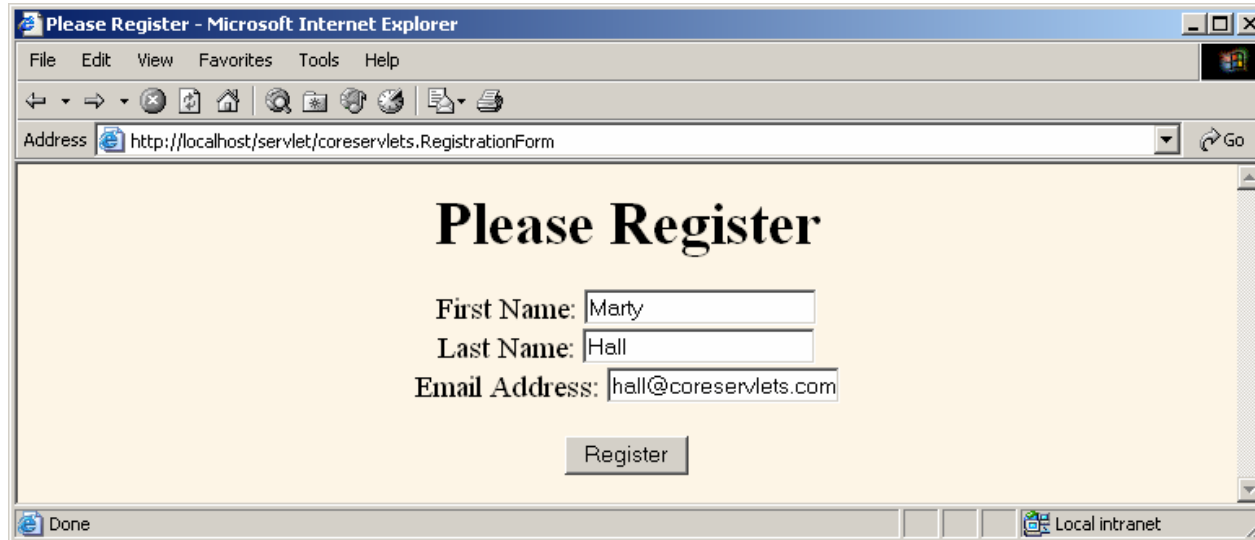 Please Register - Microsoft Internet Explorer
File Edit View Favorites Tools Help
Address http://localhost/servlet/coreservlets.RegistrationForm Go
Please Register
First Name: Marty
Last Name: Hall
Email Address: hall@coreservlets.com
Register
Done Local intranet